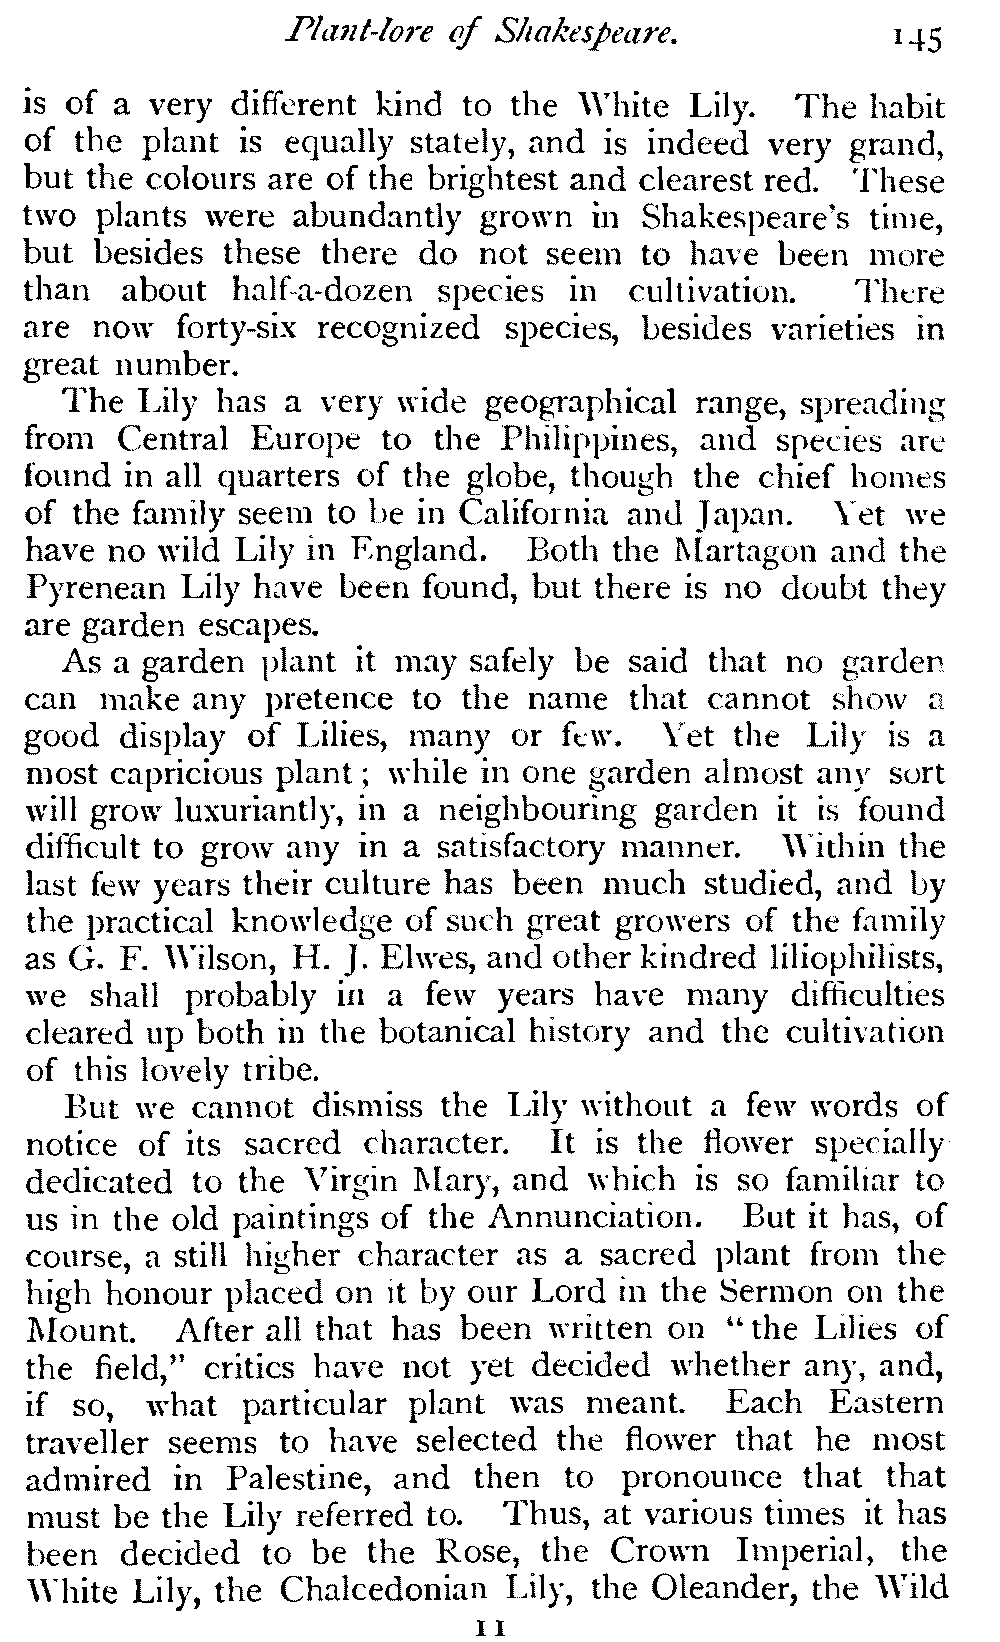 Plant-lore of Shakespeare. 145
is of a very different kind to the White Lily. The habit
of the plant is equally stately, and is indeed very grand,
but the colours are of the brightest and clearest red. These
two plants were abundantly grown in Shakespeare's time,
but besides these there do not seem to have been more
than about half-a-dozen species in cultivation. There
are now forty-six recognized species, besides varieties in
great number.
The Lily has a very wide geographical range, spreading
from Central Europe to the Philippines, and species are
found in all quarters of the globe, though the chief homes
of the family seem to be in California and Japan. Yet we
have no wild Lily in England. Both the Martagon and the
Pyrenean Lily have been found, but there is no doubt they
are garden escapes.
As a garden plant it may safely be said that no garden
can make any pretence to the name that cannot show a
good display of Lilies, many or few. Yet the Lily is a
most capricious plant; while in one garden almost any sort
will grow luxuriantly, in a neighbouring garden it is found
difficult to grow any in a satisfactory manner. Within the
last few years their culture has been much studied, and by
the practical knowledge of such great growers of the family
as G. F. Wilson, H. J. Elwes, and other kindred liliophilists,
we shall probably in a few years have many difficulties
cleared up both in the botanical history and the cultivation
of this lovely tribe.
But we cannot dismiss the Lily without a few words of
notice of its sacred character. It is the flower specially
dedicated to the Virgin Mary, and which is so familiar to
us in the old paintings of the Annunciation. But it has, of
course, a still higher character as a sacred plant from the
high honour placed on it by our Lord in the Sermon on the
Mount. After all that has been written on "the Lilies of
the field," critics have not yet decided whether any, and,
if so, what particular plant was meant. Each Eastern
traveller seems to have selected the flower that he most
admired in Palestine, and then to pronounce that that
must be the Lily referred to. Thus, at various times it has
been decided to be the Rose, the Crown Imperial, the
White Lily, the Chalcedonian Lily, the Oleander, the Wild
11